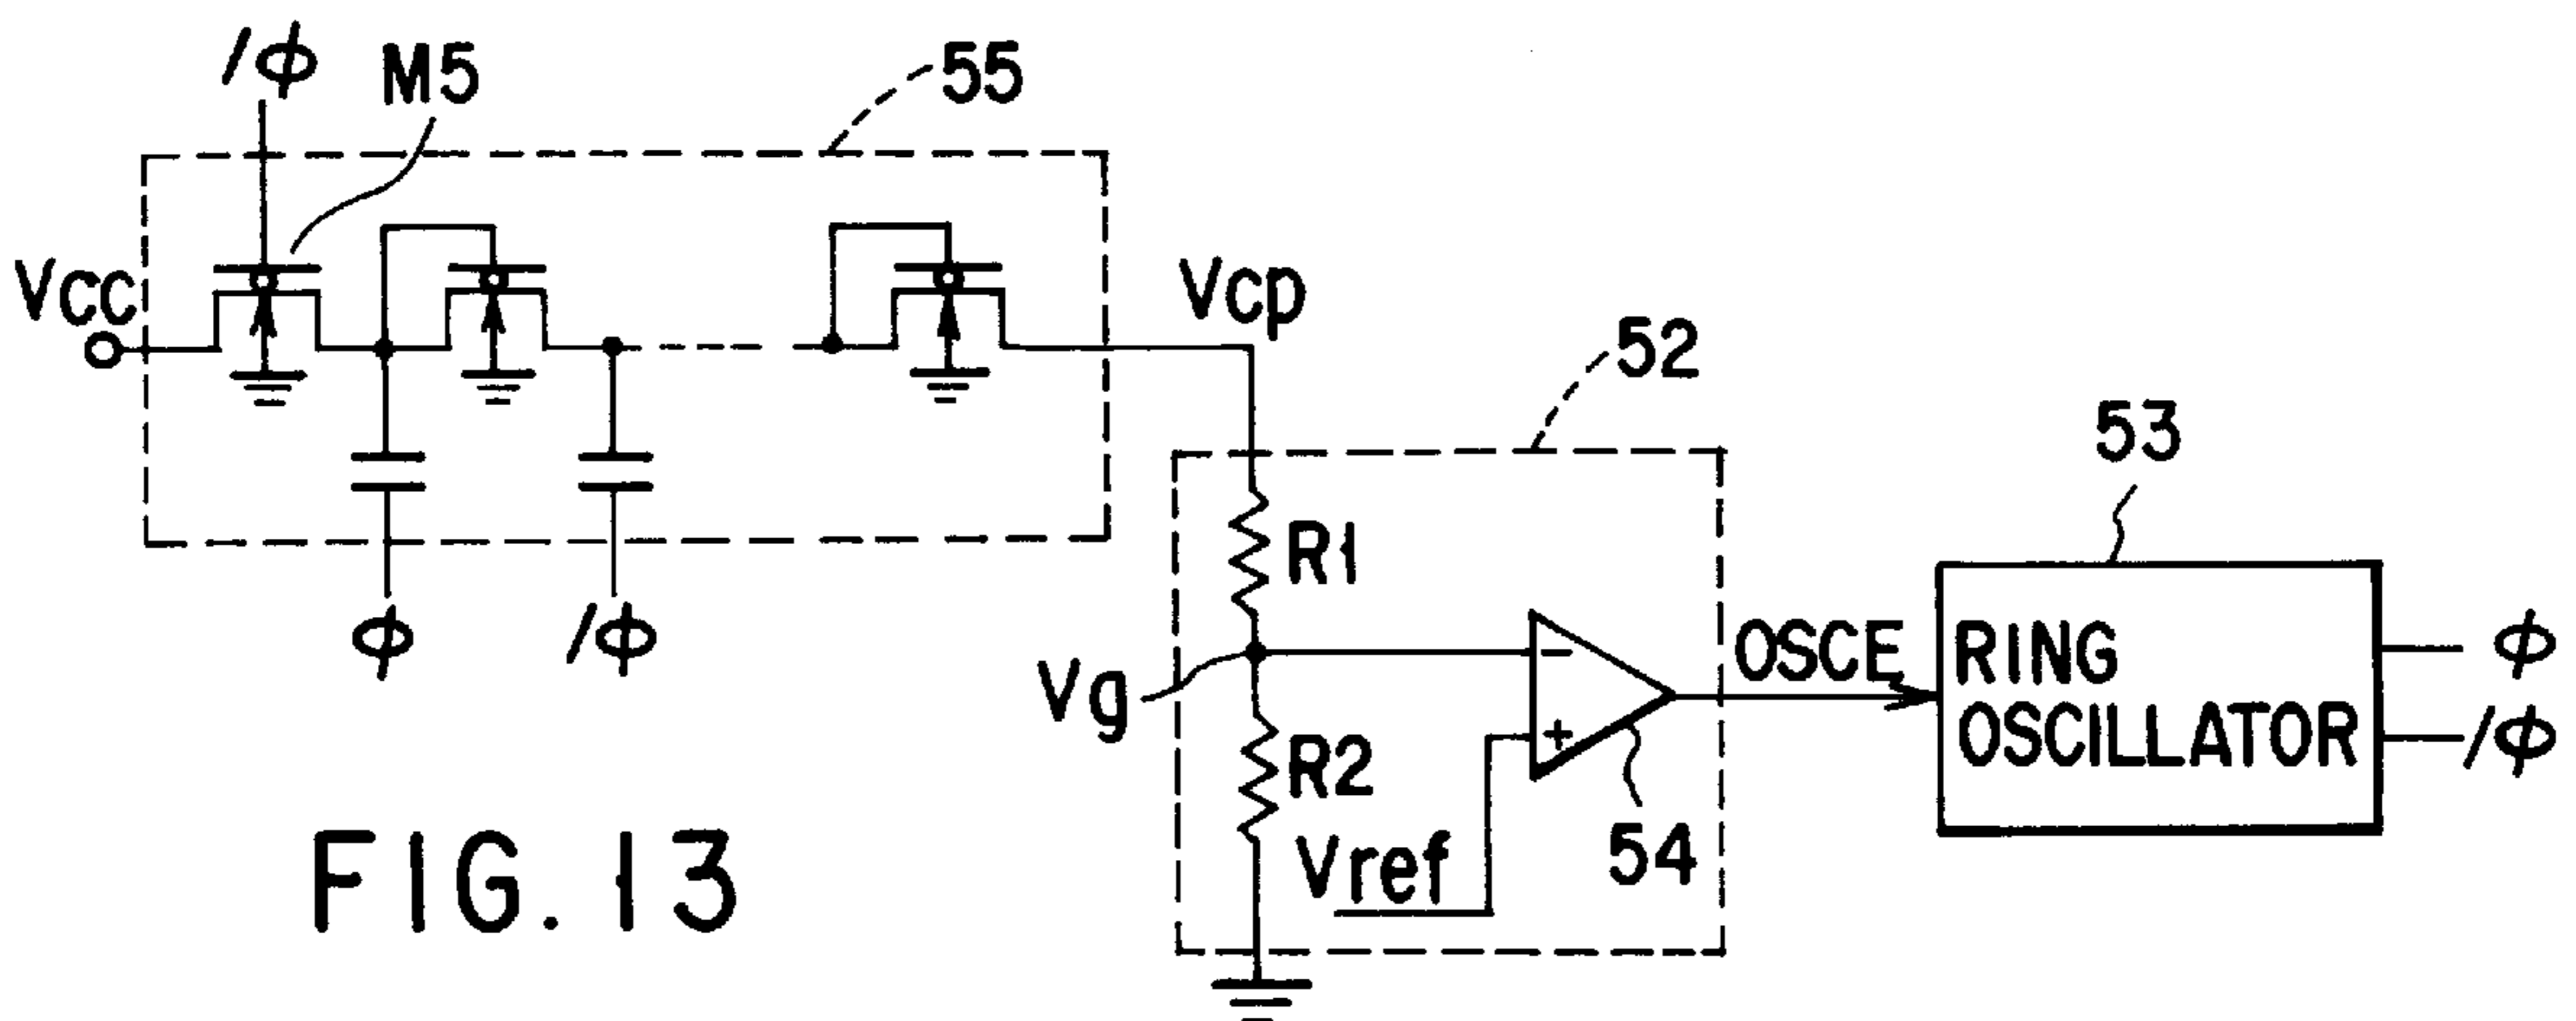 /φ
M5
55
Vcc
Vcp
52
53
R1
φ
/φ
Vg
−
+
OSCE
RING
OSCILLATOR
φ
/φ
R2
Vref
54
FIG. 13